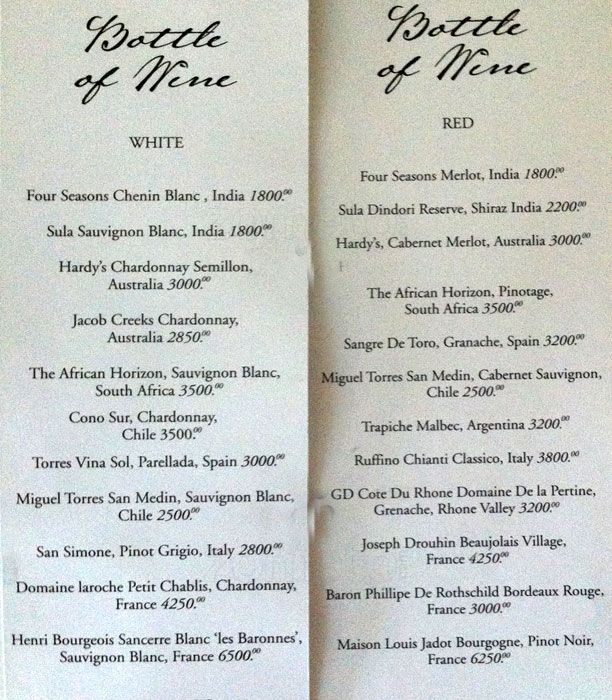 Bottle
of Wine
WHITE
Four Seasons Chenin Blanc , India 1800.00
Sula Sauvignon Blanc, India 1800.00
Hardy's Chardonnay Semillon,
Australia 3000.00
Jacob Creeks Chardonnay,
Australia 2850.00
The African Horizon, Sauvignon Blanc,
South Africa 3500.00
Cono Sur, Chardonnay,
Chile 3500.00
Torres Vina Sol, Parellada, Spain 3000.00
Miguel Torres San Medin, Sauvignon Blanc,
Chile 2500.00
San Simone, Pinot Grigio, Italy 2800.00
Domaine laroche Petit Chablis, Chardonnay,
France 4250.00
Henri Bourgeois Sancerre Blanc 'les Baronnes',
Sauvignon Blanc, France 6500.00
Bottle
of Wine
RED
Four Seasons Merlot, India 1800.00
Sula Dindori Reserve, Shiraz India 2200.00
Hardy's, Cabernet Merlot, Australia 3000.00
The African Horizon, Pinotage,
South Africa 3500.00
Sangre De Toro, Granache, Spain 3200.00
Miguel Torres San Medin, Cabernet Sauvignon,
Chile 2500.00
Trapiche Malbec, Argentina 3200.00
Ruffino Chianti Classico, Italy 3800.00
GD Cote Du Rhone Domaine De la Pertine,
Grenache, Rhone Valley 3200.00
Joseph Drouhin Beaujolais Village,
France 4250.00
Baron Phillipe De Rothschild Bordeaux Rouge,
France 3000.00
Maison Louis Jadot Bourgogne, Pinot Noir,
France 6250.00